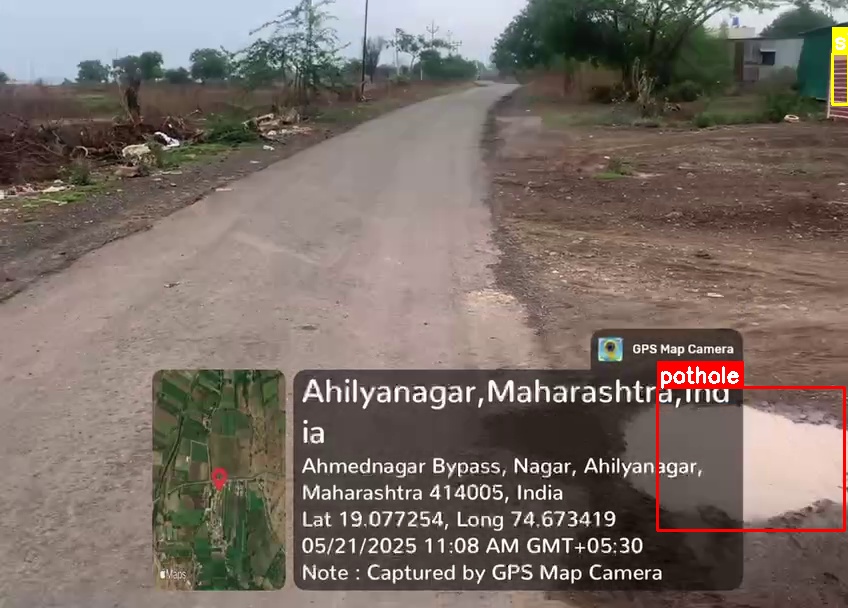 s
GPS Map Camera
pothole
Ahilyanagar,Maharashtra,Ind
ia
Ahmednagar Bypass, Nagar, Ahilyanagar,
Maharashtra 414005, India
Lat 19.077254, Long 74.673419
05/21/2025 11:08 AM GMT+05:30
Note : Captured by GPS Map Camera
Maps